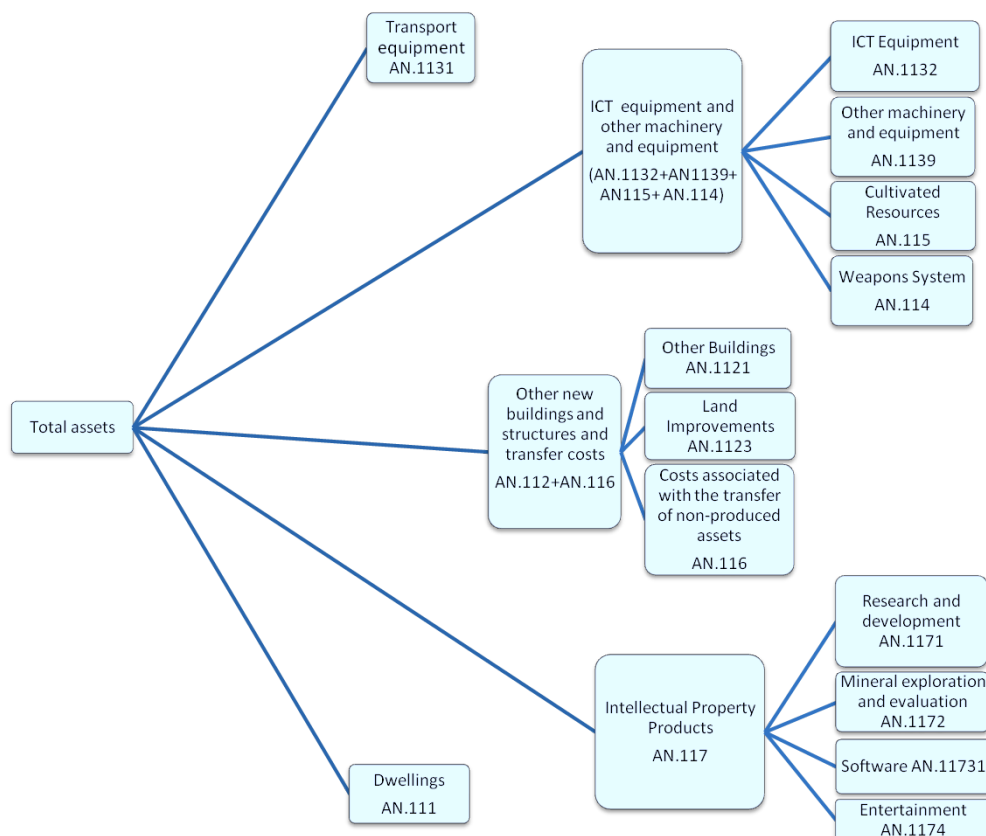 Transport
equipment
AN.1131
ICT equipment and
other machinery
and equipment
(AN.1132+AN1139+
AN115+ AN.114)
ICT Equipment
AN.1132
Other machinery
and equipment
AN.1139
Cultivated
Resources
AN.115
Weapons System
AN.114
Total assets
Other new
buildings and
structures and
transfer costs
AN.112+AN.116
Other Buildings
AN.1121
Land
Improvements
AN.1123
Costs associated
with the transfer
of non-produced
assets
AN.116
Intellectual Property
Products
AN.117
Research and
development
AN.1171
Mineral exploration
and evaluation
AN.1172
Software AN.11731
Entertainment
AN.1174
Dwellings
AN.111